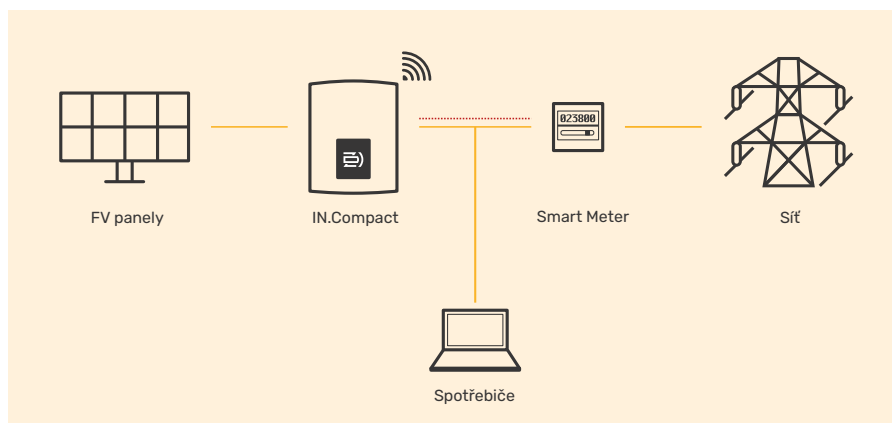 023800
FV panely
IN.Compact
Smart Meter
Síť
Spotřebiče